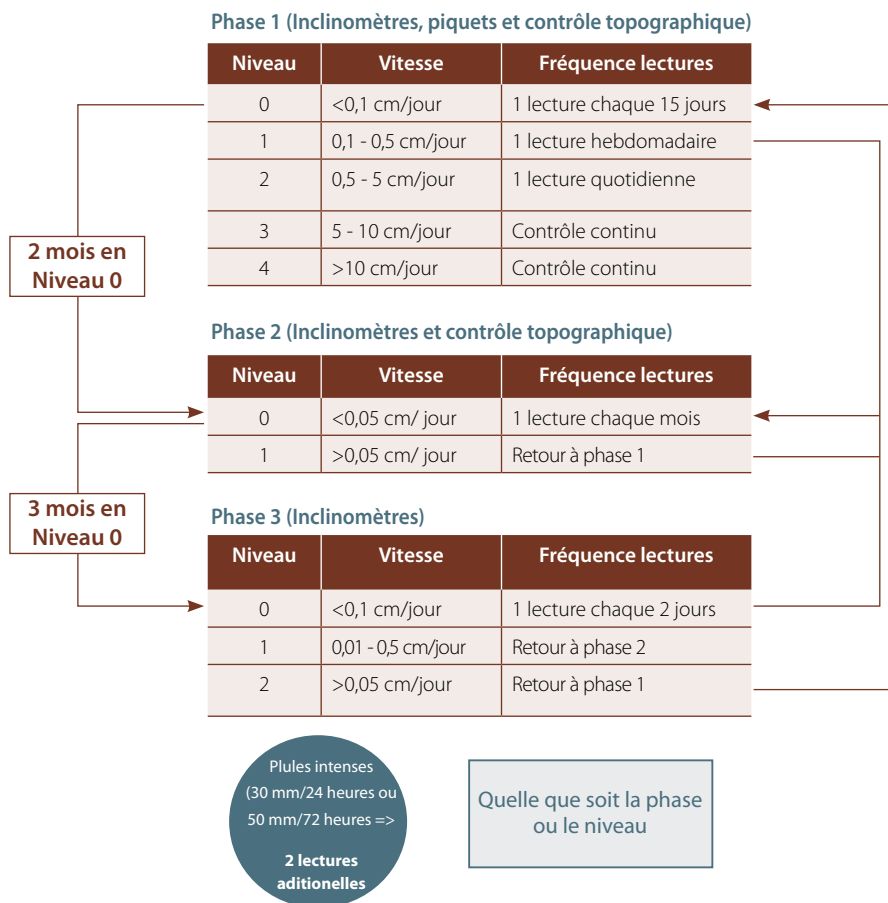 Phase 1 (Inclinomètres, piquets et contrôle topographique)
Niveau Vitesse Fréquence lectures
0 <0,1 cm/jour 1 lecture chaque 15 jours
1 0,1 - 0,5 cm/jour 1 lecture hebdomadaire
2 0,5 - 5 cm/jour 1 lecture quotidienne
3 5 - 10 cm/jour Contrôle continu
4 >10 cm/jour Contrôle continu
2 mois en
Niveau 0
Phase 2 (Inclinomètres et contrôle topographique)
Niveau Vitesse Fréquence lectures
0 <0,05 cm/ jour 1 lecture chaque mois
1 >0,05 cm/ jour Retour à phase 1
3 mois en
Niveau 0
Phase 3 (Inclinomètres)
Niveau Vitesse Fréquence lectures
0 <0,1 cm/jour 1 lecture chaque 2 jours
1 0,01 - 0,5 cm/jour Retour à phase 2
2 >0,05 cm/jour Retour à phase 1
Plules intenses
(30 mm/24 heures ou
50 mm/72 heures =>
2 lectures
aditionelles
Quelle que soit la phase
ou le niveau